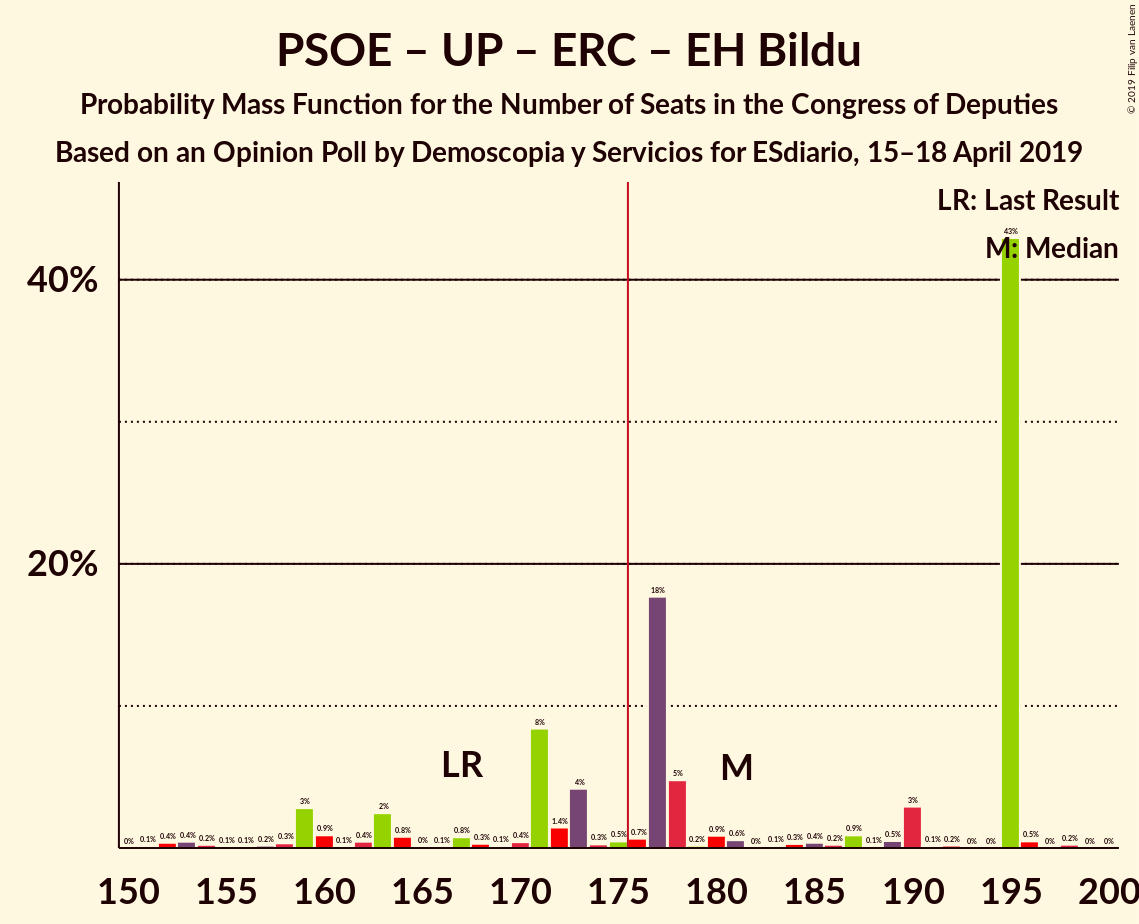 PSOE – UP – ERC – EH Bildu
Probability Mass Function for the Number of Seats in the Congress of Deputies
Based on an Opinion Poll by Demoscopia y Servicios for ESdiario, 15–18 April 2019
© 2019 Filip van Laenen
LR: Last Result
M: Median
40%
20%
LR
M
0% 0.1% 0.4% 0.4% 0.2% 0.1% 0.1% 0.2% 0.3% 3% 0.9% 0.1% 0.4% 2% 0.8% 0% 0.1% 0.8% 0.3% 0.1% 0.4% 8% 1.4% 4% 0.3% 0.5% 0.7% 18% 5% 0.2% 0.9% 0.6% 0% 0.1% 0.3% 0.4% 0.2% 0.9% 0.1% 0.5% 3% 0.1% 0.2% 0% 0% 43% 0.5% 0% 0.2% 0% 0%
150 155 160 165 170 175 180 185 190 195 200